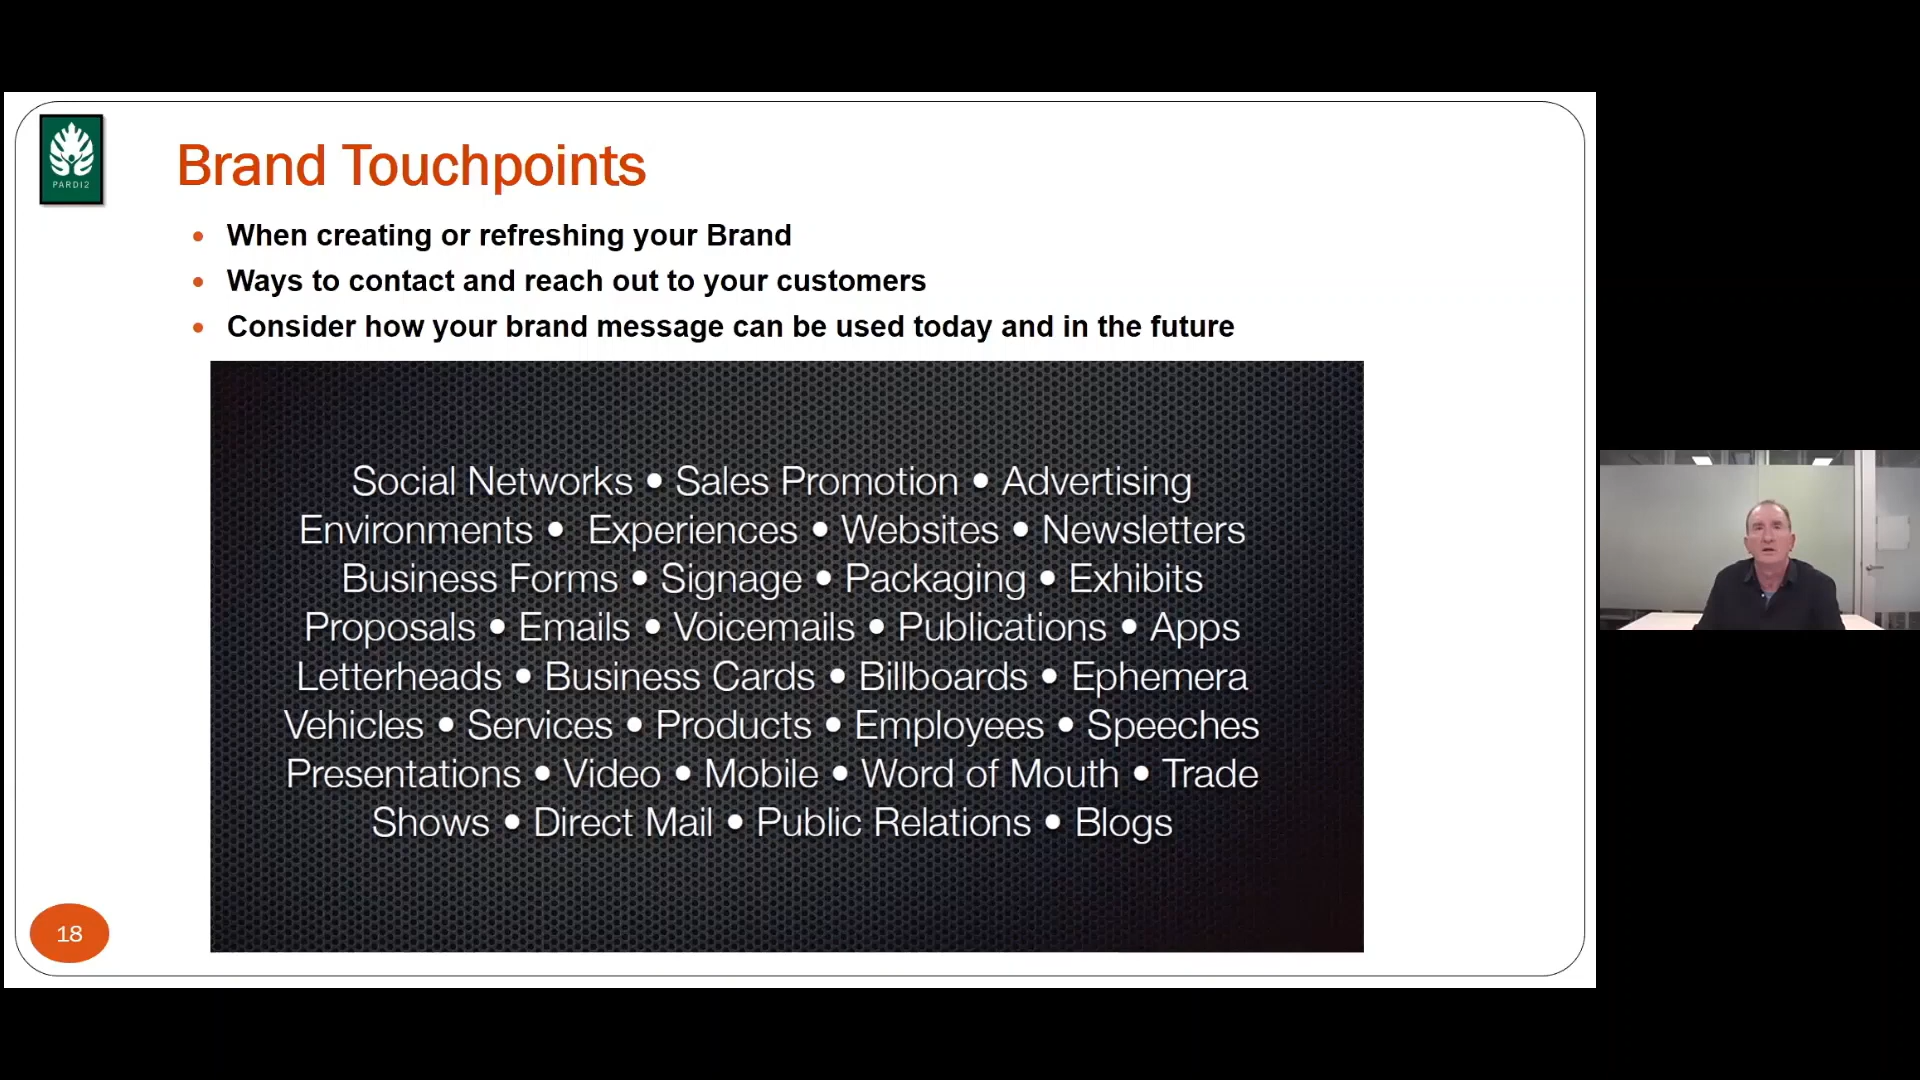 PARDI2
Brand Touchpoints
• When creating or refreshing your Brand
• Ways to contact and reach out to your customers
• Consider how your brand message can be used today and in the future
Social Networks • Sales Promotion • Advertising
Environments • Experiences • Websites • Newsletters
Business Forms • Signage • Packaging • Exhibits
Proposals • Emails • Voicemails • Publications • Apps
Letterheads • Business Cards • Billboards • Ephemera
Vehicles • Services • Products • Employees • Speeches
Presentations • Video • Mobile • Word of Mouth • Trade
Shows • Direct Mail • Public Relations • Blogs
18